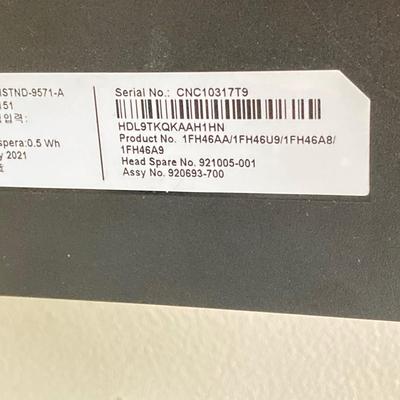 HSTND-9571-A
151
입력:
spera:0.5 Wh
y 2021
Serial No.: CNC10317T9
HDL9TKQKAAH1HN
Product No. 1FH46AA/1FH46U9/1FH46A8/
1FH46A9
Head Spare No. 921005-001
Assy No. 920693-700